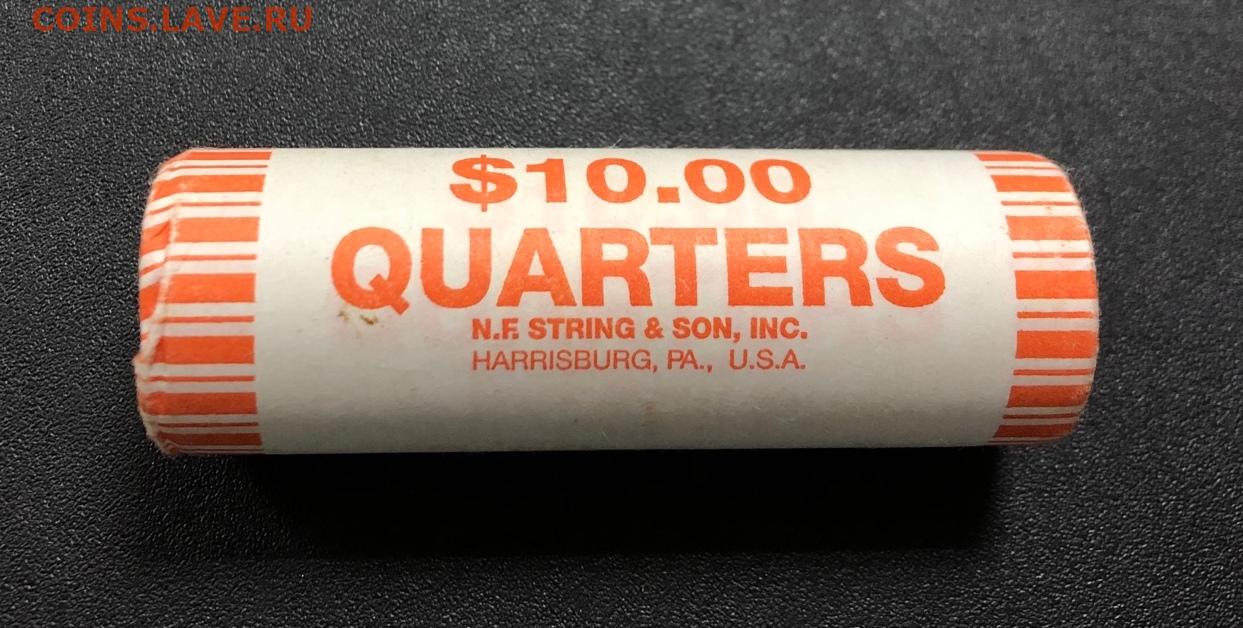 COINS.LAVE.RU
$10.00
QUARTERS
N.F. STRING & SON, INC.
HARRISBURG, PA., U.S.A.